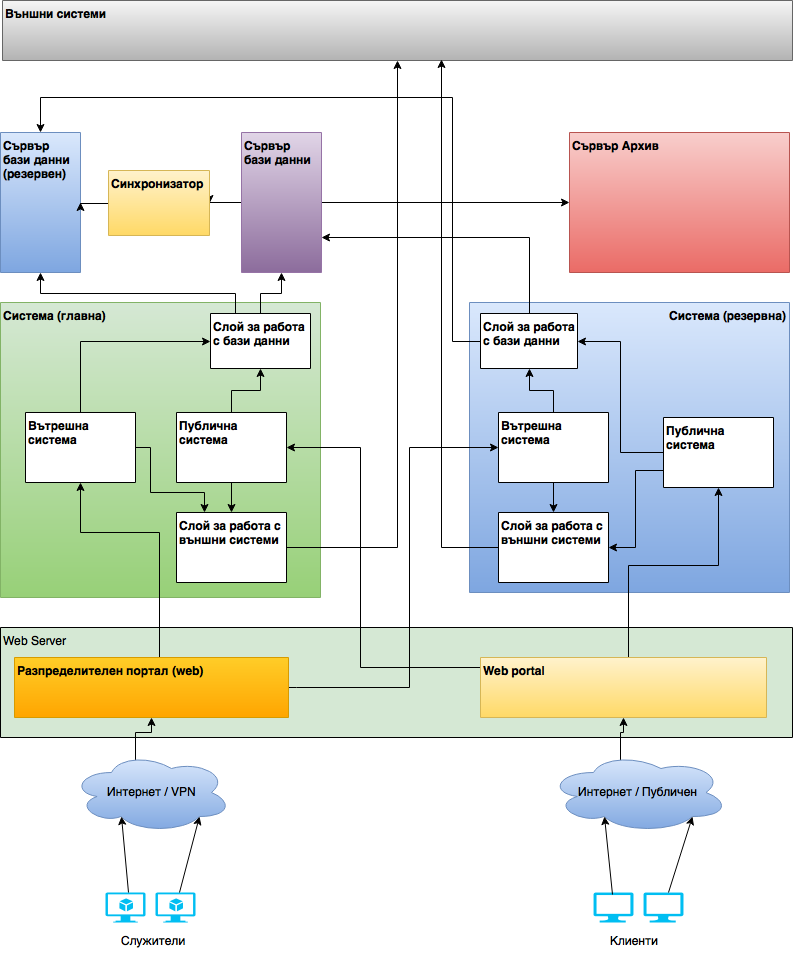 Външни системи
Сървър
бази данни
(резервен)
Синхронизатор
Сървър
бази данни
Сървър Архив
Система (главна)
Слой за работа
с бази данни
Вътрешна
система
Публична
система
Слой за работа с
външни системи
Система (резервна)
Слой за работа
с бази данни
Вътрешна
система
Публична
система
Слой за работа с
външни системи
Web Server
Разпределителен портал (web)
Web portal
Интернет / VPN
Интернет / Публичен
Служители
Клиенти